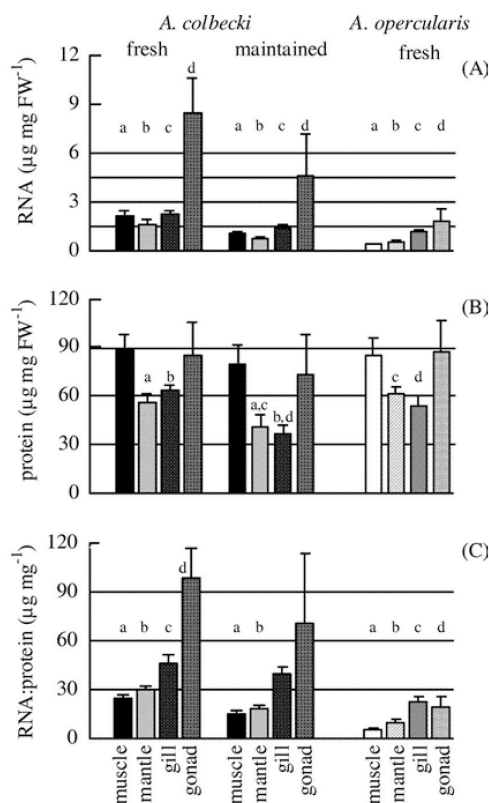 A. colbecki A. opercularis
fresh maintained fresh
(A)
RNA (µg mg FW⁻¹)
12
9
6
3
0
a b c d
a b c d
a b c d
(B)
protein (µg mg FW⁻¹)
120
90
60
30
0
a b
a,c b,d
c d
(C)
RNA:protein (µg mg⁻¹)
120
90
60
30
0
a b c d
a b
a b c d
muscle
mantle
gill
gonad
muscle
mantle
gill
gonad
muscle
mantle
gill
gonad